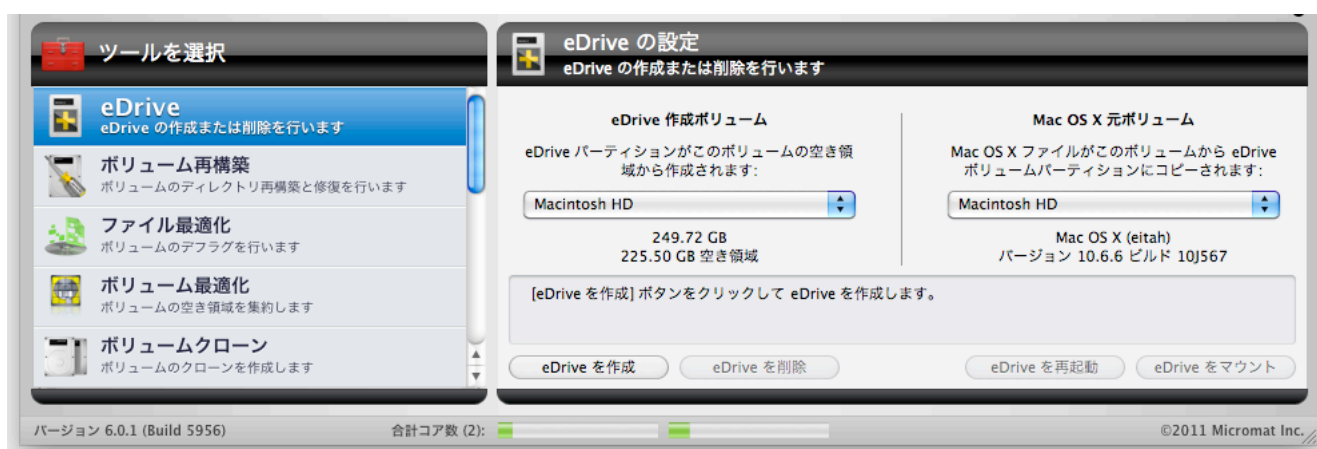 ツールを選択
eDrive
eDrive の作成または削除を行います
ボリューム再構築
ボリュームのディレクトリ再構築と修復を行います
ファイル最適化
ボリュームのデフラグを行います
ボリューム最適化
ボリュームの空き領域を集約します
ボリュームクローン
ボリュームのクローンを作成します
eDrive の設定
eDrive の作成または削除を行います
eDrive 作成ボリューム
eDrive パーティションがこのボリュームの空き領
域から作成されます:
Macintosh HD
249.72 GB
225.50 GB 空き領域
Mac OS X 元ボリューム
Mac OS X ファイルがこのボリュームから eDrive
ボリュームパーティションにコピーされます:
Macintosh HD
Mac OS X (eitah)
バージョン 10.6.6 ビルド 10J567
[eDrive を作成] ボタンをクリックして eDrive を作成します。
eDrive を作成
eDrive を削除
eDrive を再起動
eDrive をマウント
バージョン 6.0.1 (Build 5956)
合計コア数 (2):
©2011 Micromat Inc.